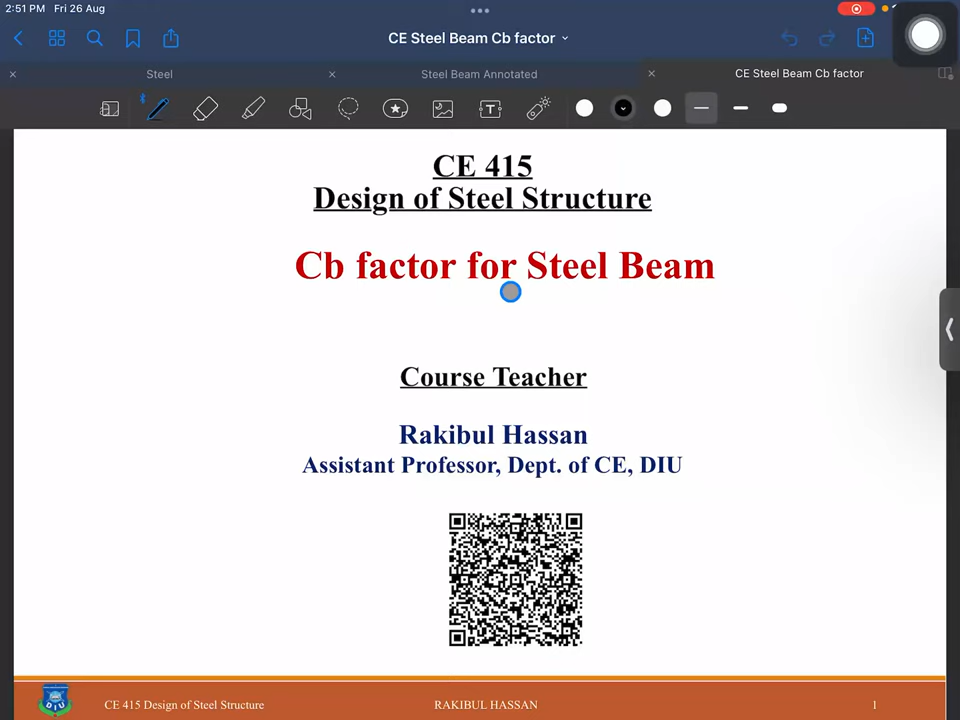 2:51 PM Fri 26 Aug
CE Steel Beam Cb factor
Steel
Steel Beam Annotated
CE Steel Beam Cb factor
CE 415
Design of Steel Structure
Cb factor for Steel Beam
Course Teacher
Rakibul Hassan
Assistant Professor, Dept. of CE, DIU
DIU
CE 415 Design of Steel Structure
RAKIBUL HASSAN
1